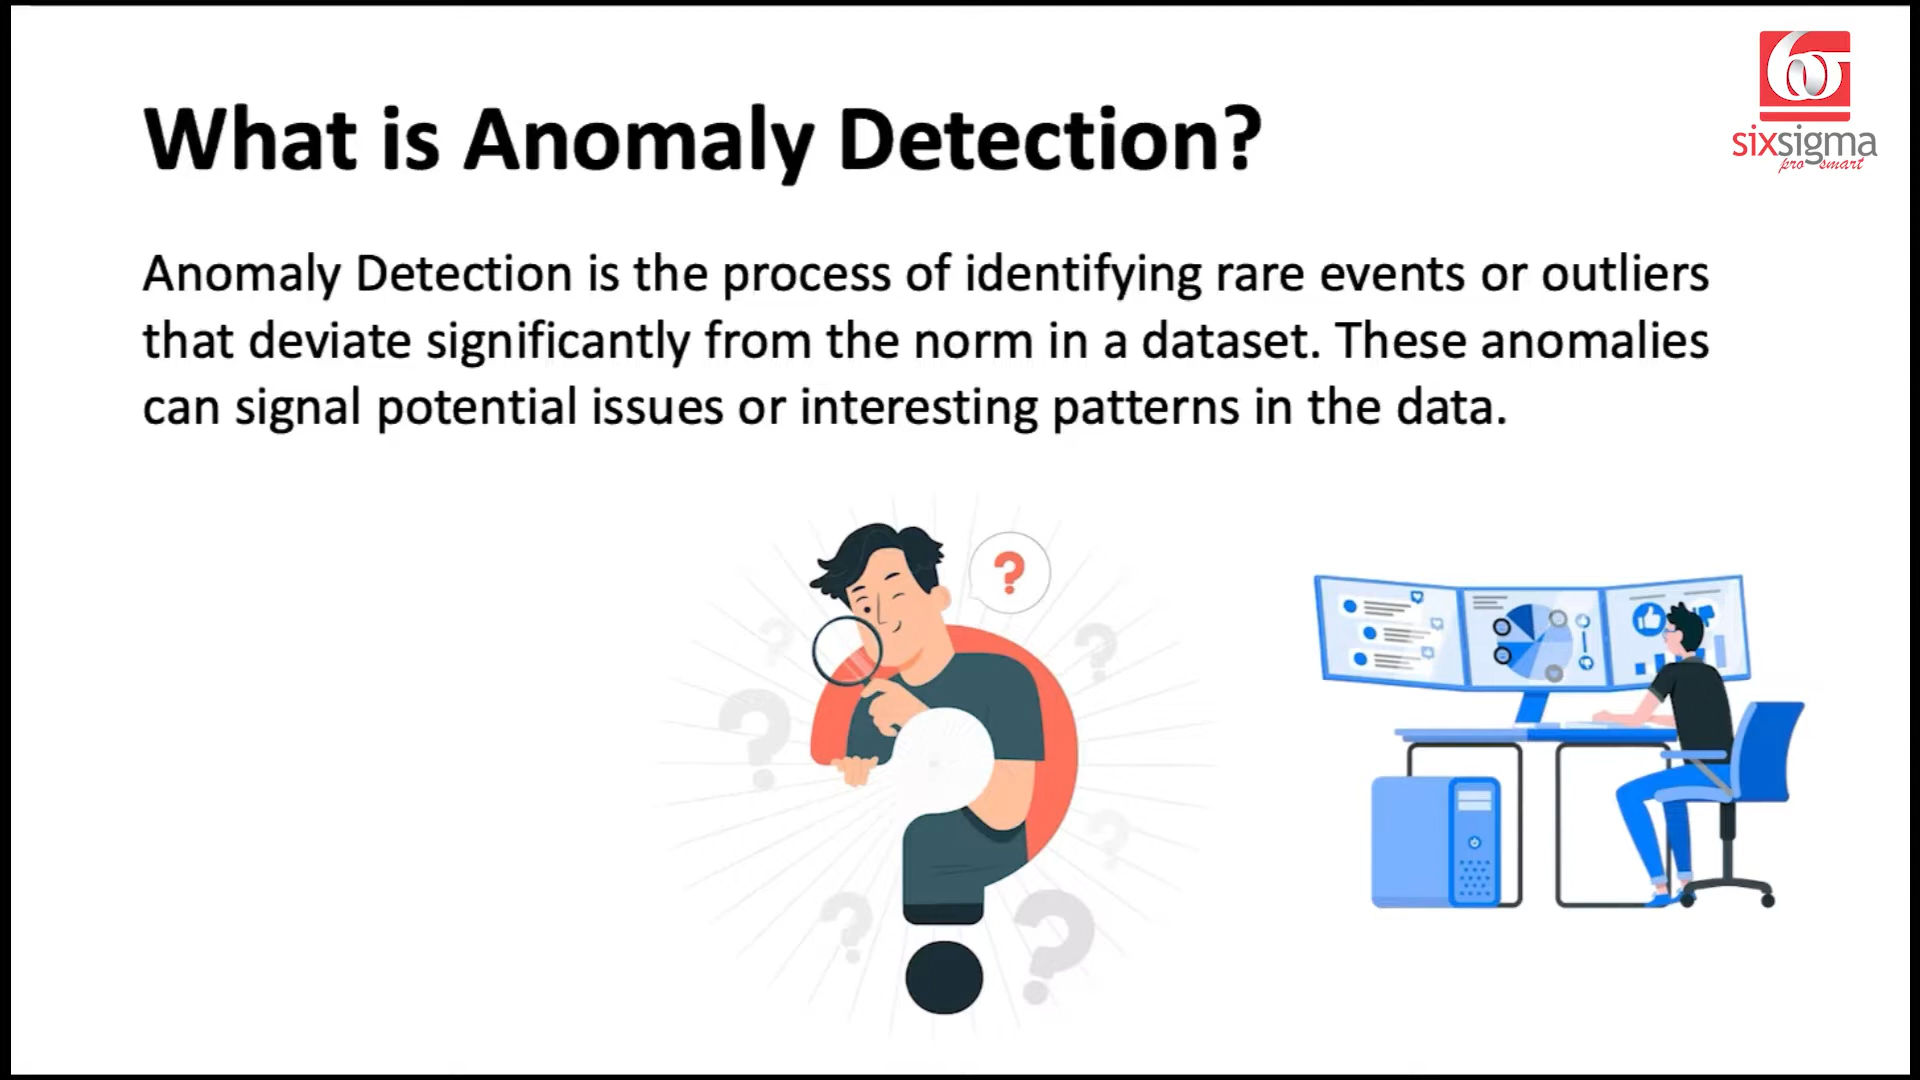 What is Anomaly Detection?
6σ
sixsigma
pro smart
Anomaly Detection is the process of identifying rare events or outliers
that deviate significantly from the norm in a dataset. These anomalies
can signal potential issues or interesting patterns in the data.
?
?
?
?
?
?
?